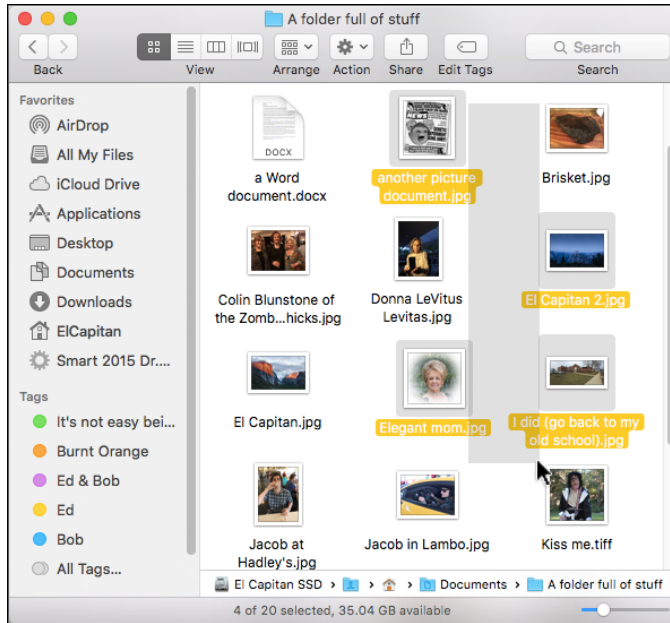 A folder full of stuff
Search
Back
View
Arrange
Action
Share
Edit Tags
Search
Favorites
AirDrop
All My Files
iCloud Drive
Applications
Desktop
Documents
Downloads
ElCapitan
Smart 2015 Dr....
Tags
It's not easy bei...
Burnt Orange
Ed & Bob
Ed
Bob
All Tags...
DOCX
a Word
document.docx
NEWS
another picture
document.jpg
Brisket.jpg
Colin Blunstone of
the Zomb...hicks.jpg
Donna LeVitus
Levitas.jpg
El Capitan 2.jpg
El Capitan.jpg
Elegant mom.jpg
I did (go back to my
old school).jpg
Jacob at
Hadley's.jpg
Jacob in Lambo.jpg
Kiss me.tiff
El Capitan SSD › › › Documents › A folder full of stuff
4 of 20 selected, 35.04 GB available